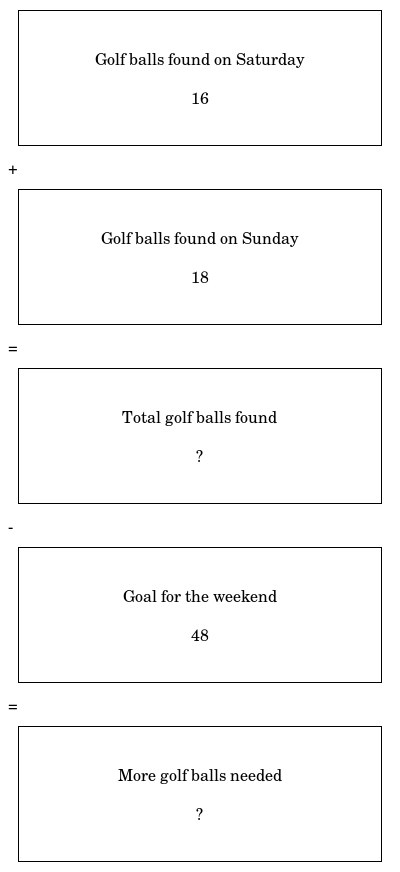 Golf balls found on Saturday
16
+
Golf balls found on Sunday
18
=
Total golf balls found
?
-
Goal for the weekend
48
=
More golf balls needed
?